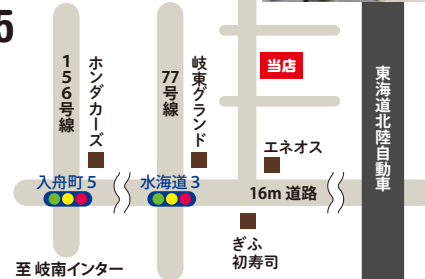 5
156号線
ホンダカーズ
77号線
岐東グランド
当店
東海道北陸自動車
エネオス
入舟町5
水海道3
16m 道路
ぎふ
初寿司
至 岐南インター